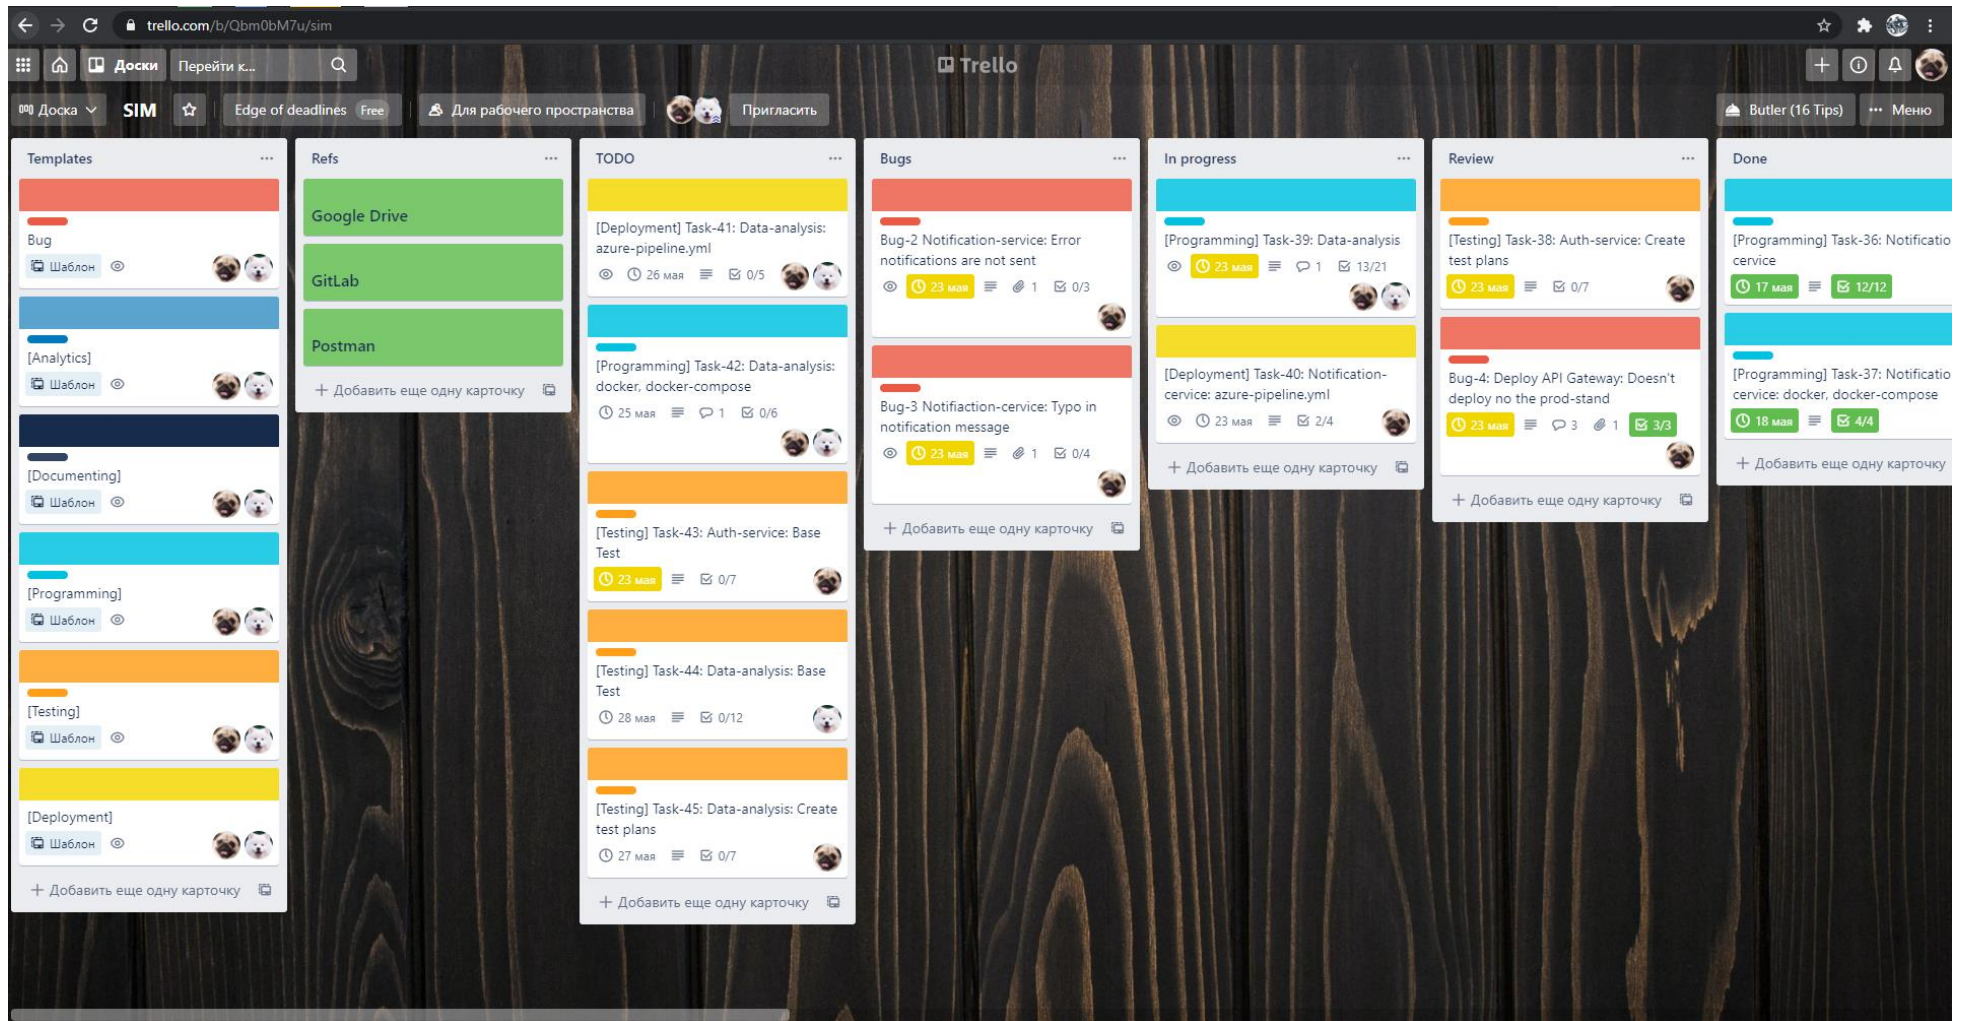 trello.com/b/Qbm0bM7u/sim
Доски
Перейти к...
Trello
Доска
SIM
Edge of deadlines Free
Для рабочего пространства
Пригласить
Butler (16 Tips)
Меню
Templates
Bug
Шаблон
[Analytics]
Шаблон
[Documenting]
Шаблон
[Programming]
Шаблон
[Testing]
Шаблон
[Deployment]
Шаблон
Добавить еще одну карточку
Refs
Google Drive
GitLab
Postman
Добавить еще одну карточку
TODO
[Deployment] Task-41: Data-analysis:
azure-pipeline.yml
26 мая 0/5
[Programming] Task-42: Data-analysis:
docker, docker-compose
25 мая 1 0/6
[Testing] Task-43: Auth-service: Base
Test
23 мая 0/7
[Testing] Task-44: Data-analysis: Base
Test
28 мая 0/12
[Testing] Task-45: Data-analysis: Create
test plans
27 мая 0/7
Добавить еще одну карточку
Bugs
Bug-2 Notification-service: Error
notifications are not sent
23 мая 1 0/3
Bug-3 Notifiaction-cervice: Typo in
notification message
23 мая 1 0/4
Добавить еще одну карточку
In progress
[Programming] Task-39: Data-analysis
23 мая 1 13/21
[Deployment] Task-40: Notification-
cervice: azure-pipeline.yml
23 мая 2/4
Добавить еще одну карточку
Review
[Testing] Task-38: Auth-service: Create
test plans
23 мая 0/7
Bug-4: Deploy API Gateway: Doesn't
deploy no the prod-stand
23 мая 3 1 3/3
Добавить еще одну карточку
Done
[Programming] Task-36: Notificatio
cervice
17 мая 12/12
[Programming] Task-37: Notificatio
cervice: docker, docker-compose
18 мая 4/4
Добавить еще одну карточку